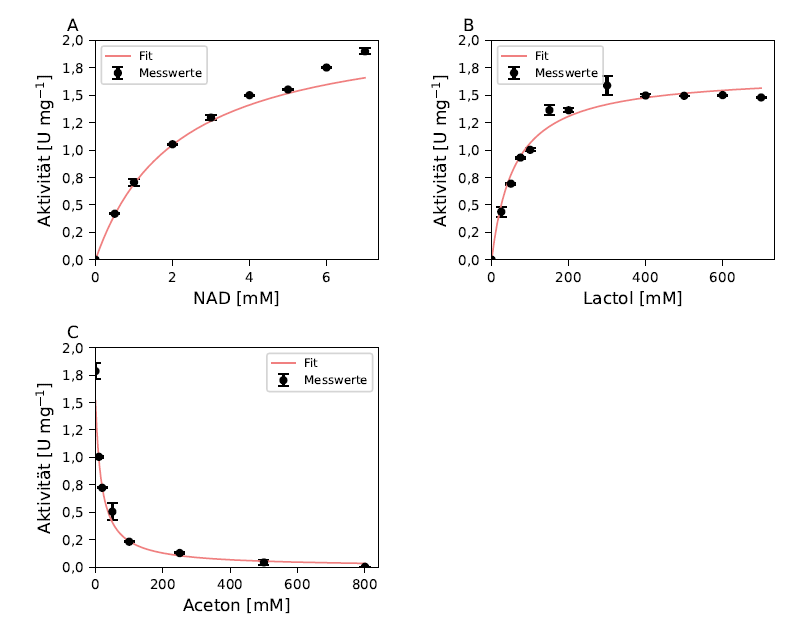 A
2,0
1,8
1,5
1,2
1,0
0,8
0,5
0,2
0,0
Aktivität [U mg⁻¹]
Fit
Messwerte
0
2
4
6
NAD [mM]
B
2,0
1,8
1,5
1,2
1,0
0,8
0,5
0,2
0,0
Aktivität [U mg⁻¹]
Fit
Messwerte
0
200
400
600
Lactol [mM]
C
2,0
1,8
1,5
1,2
1,0
0,8
0,5
0,2
0,0
Aktivität [U mg⁻¹]
Fit
Messwerte
0
200
400
600
800
Aceton [mM]